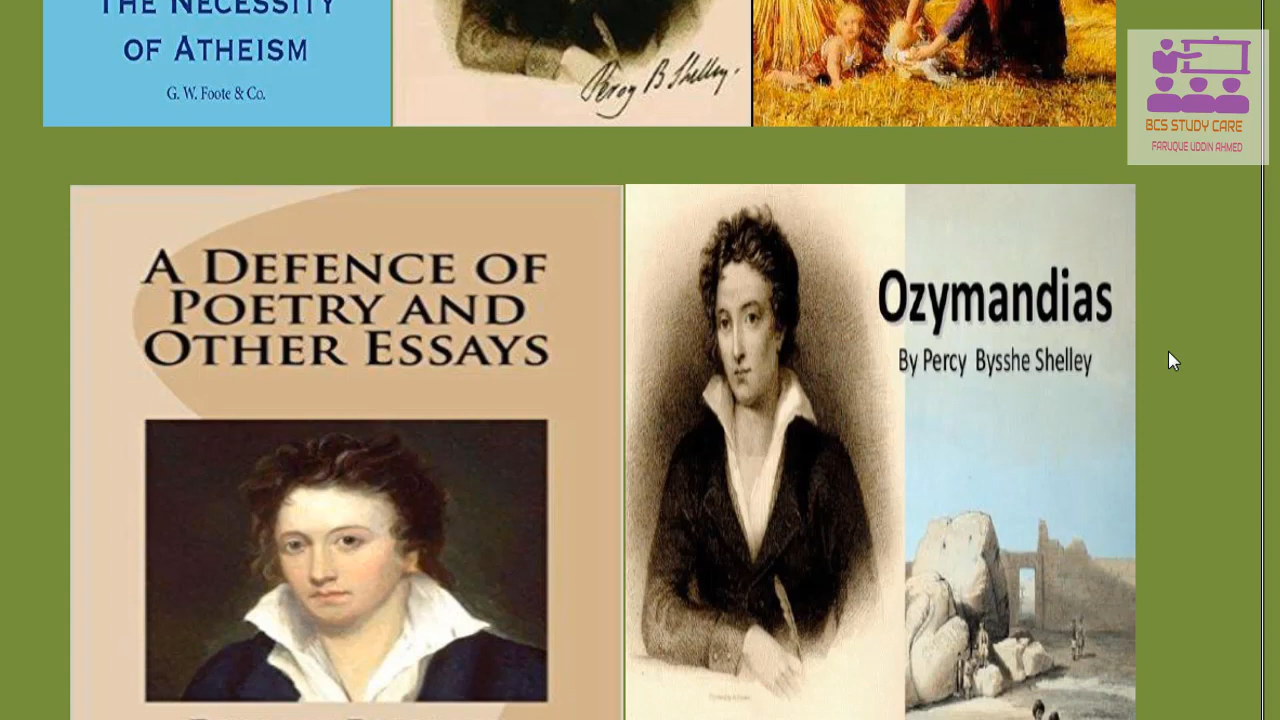 THE NECESSITY
OF ATHEISM
G. W. Foote & Co.
Percy B Shelley.
BCS STUDY CARE
FARUQUE UDDIN AHMED
A DEFENCE OF
POETRY AND
OTHER ESSAYS
Ozymandias
By Percy Bysshe Shelley